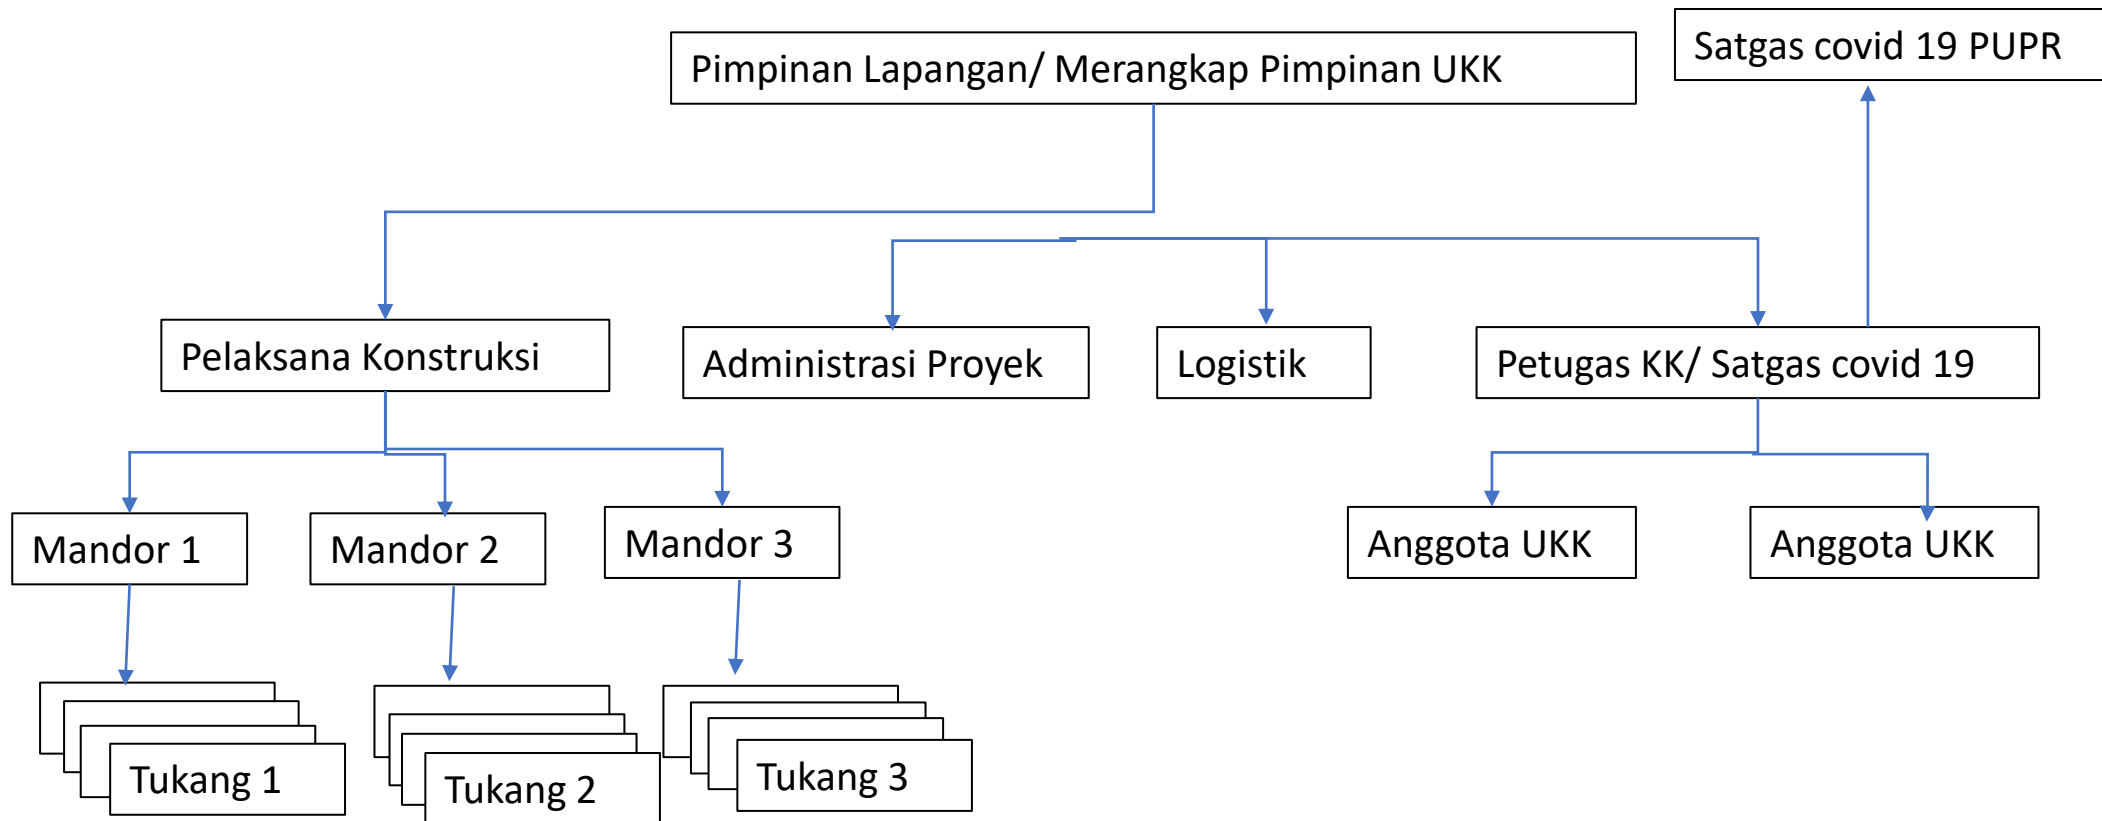 Satgas covid 19 PUPR
Pimpinan Lapangan/ Merangkap Pimpinan UKK
Pelaksana Konstruksi
Administrasi Proyek
Logistik
Petugas KK/ Satgas covid 19
Mandor 1
Mandor 2
Mandor 3
Anggota UKK
Anggota UKK
Tukang 1
Tukang 2
Tukang 3